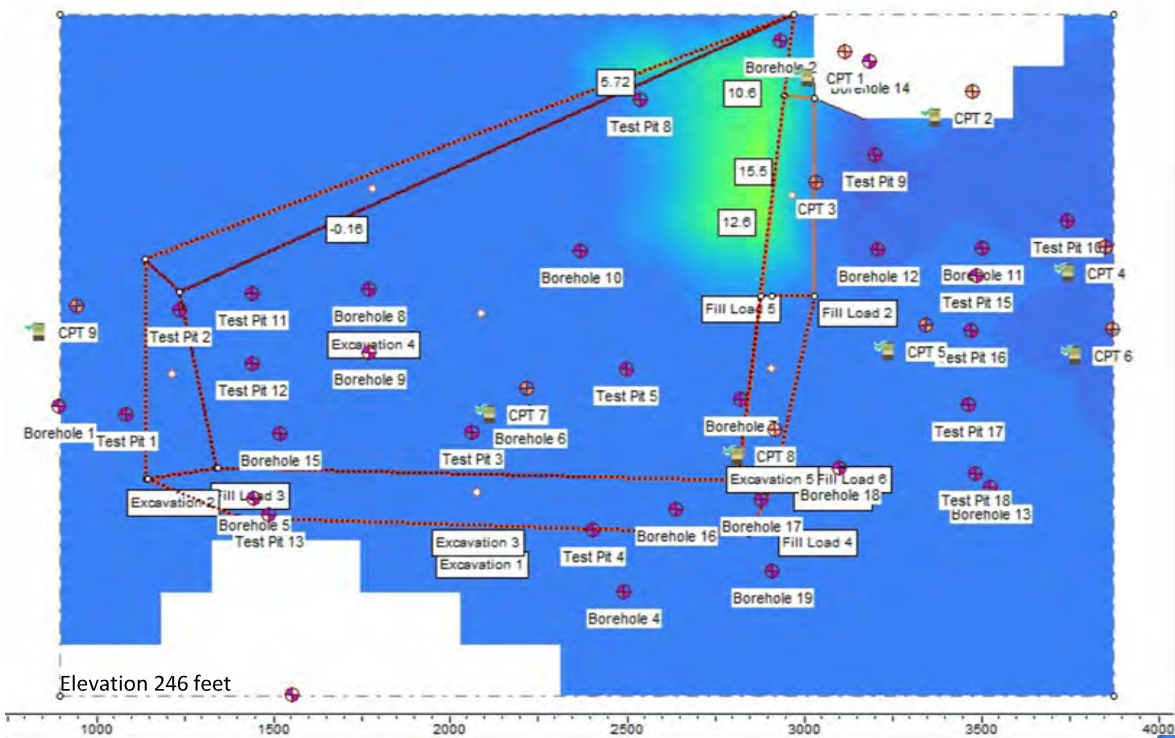 5.72
Borehole 2
CPT 1
Borehole 14
10.6
CPT 2
Test Pit 8
Test Pit 9
15.5
CPT 3
12.6
-0.16
Borehole 10
Borehole 12
Test Pit 10
Borehole 11
CPT 4
Test Pit 15
Test Pit 2
Test Pit 11
Borehole 8
Fill Load 5
Fill Load 2
CPT 9
Excavation 4
CPT 5
Test Pit 16
CPT 6
Test Pit 12
Borehole 9
Test Pit 5
CPT 7
Borehole 1
Test Pit 1
Borehole 6
Test Pit 3
Borehole
Test Pit 17
Borehole 15
CPT 8
Excavation 5
Fill Load 6
Excavation 2
Fill Load 3
Borehole 18
Test Pit 18
Borehole 13
Borehole 5
Borehole 17
Test Pit 13
Borehole 16
Excavation 3
Fill Load 4
Test Pit 4
Excavation 1
Borehole 19
Borehole 4
Elevation 246 feet
1000
1500
2000
2500
3000
3500
4000